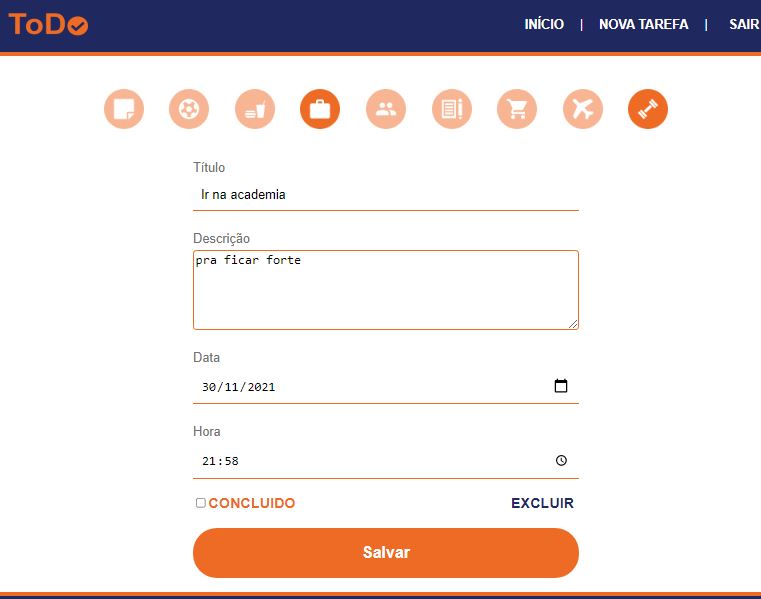 ToDo
INÍCIO | NOVA TAREFA | SAIR
Título
Ir na academia
Descrição
pra ficar forte
Data
30/11/2021
Hora
21:58
CONCLUIDO EXCLUIR
Salvar